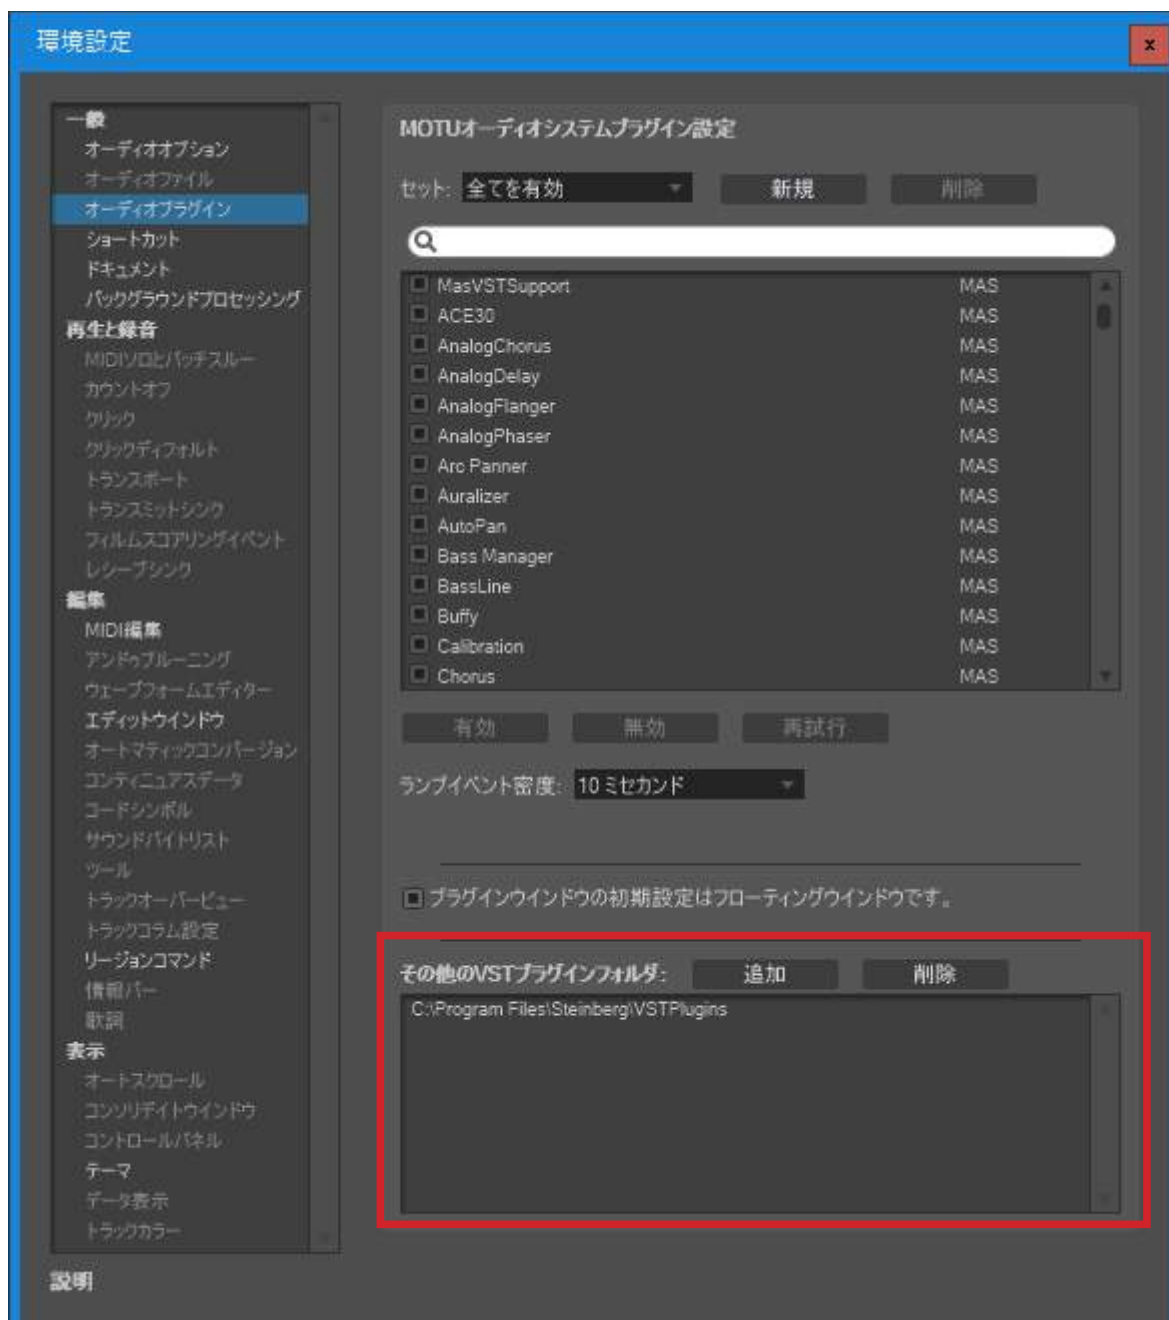 環境設定
x
一般
オーディオオプション
オーディオファイル
オーディオプラグイン
ショートカット
ドキュメント
バックグラウンドプロセッシング
再生と録音
MIDIソロとパッチスルー
カウントオフ
クリック
クリックディフォルト
トランスポート
トランスミットシンク
フィルムスコアリングイベント
レシーブシンク
編集
MIDI編集
アンドゥプルーニング
ウェーブフォームエディター
エディットウインドウ
オートマティックコンバージョン
コンティニュアスデータ
コードシンボル
サウンドバイトリスト
ツール
トラックオーバービュー
トラックコラム設定
リージョンコマンド
情報バー
歌詞
表示
オートスクロール
コンソリデイトウインドウ
コントロールパネル
テーマ
データ表示
トラックカラー
説明
MOTUオーディオシステムプラグイン設定
セット: 全てを有効 新規 削除
MasVSTSupport MAS
ACE30 MAS
AnalogChorus MAS
AnalogDelay MAS
AnalogFlanger MAS
AnalogPhaser MAS
Arc Panner MAS
Auralizer MAS
AutoPan MAS
Bass Manager MAS
BassLine MAS
Buffy MAS
Calibration MAS
Chorus MAS
有効 無効 再試行
ランプイベント密度: 10 ミセカンド
プラグインウインドウの初期設定はフローティングウインドウです。
その他のVSTプラグインフォルダ: 追加 削除
C:\Program Files\Steinberg\VSTPlugins